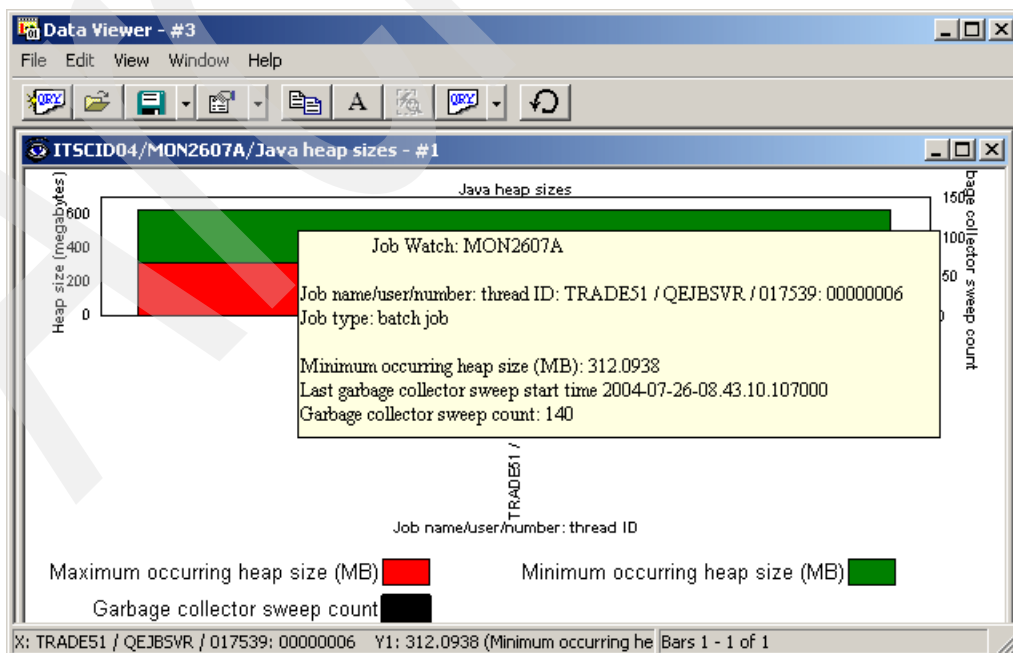 Data Viewer - #3
File Edit View Window Help
QRY A QRY
ITSCID04/MON2607A/Java heap sizes - #1
Java heap sizes
Heap size (megabytes)
600
400
200
0
150
100
50
bage collector sweep count
Job Watch: MON2607A
Job name/user/number: thread ID: TRADE51 / QEJBSVR / 017539: 00000006
Job type: batch job
Minimum occurring heap size (MB): 312.0938
Last garbage collector sweep start time 2004-07-26-08.43.10.107000
Garbage collector sweep count: 140
TRADE51 /
Job name/user/number: thread ID
Maximum occurring heap size (MB)
Minimum occurring heap size (MB)
Garbage collector sweep count
X: TRADE51 / QEJBSVR / 017539: 00000006 Y1: 312.0938 (Minimum occurring he
Bars 1 - 1 of 1